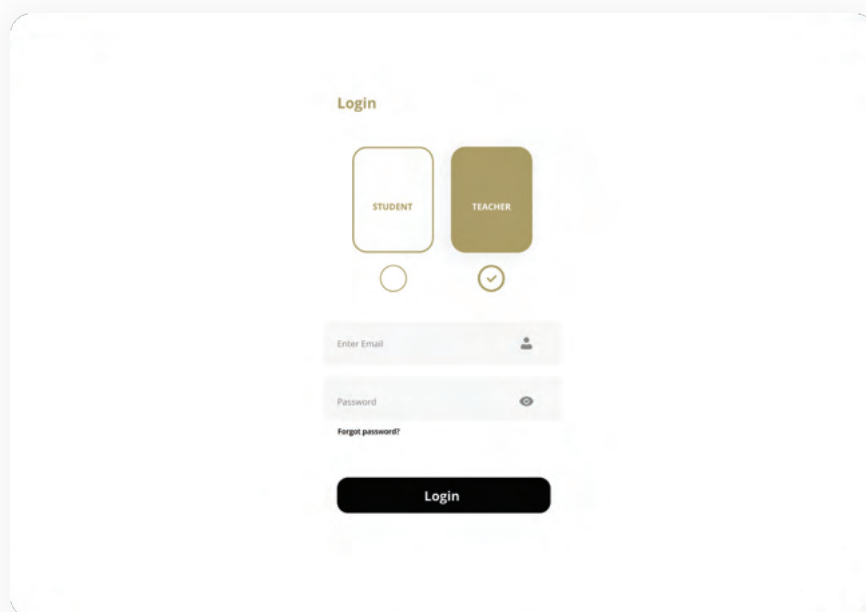 Login
STUDENT TEACHER
Enter Email
Password
Forgot password?
Login